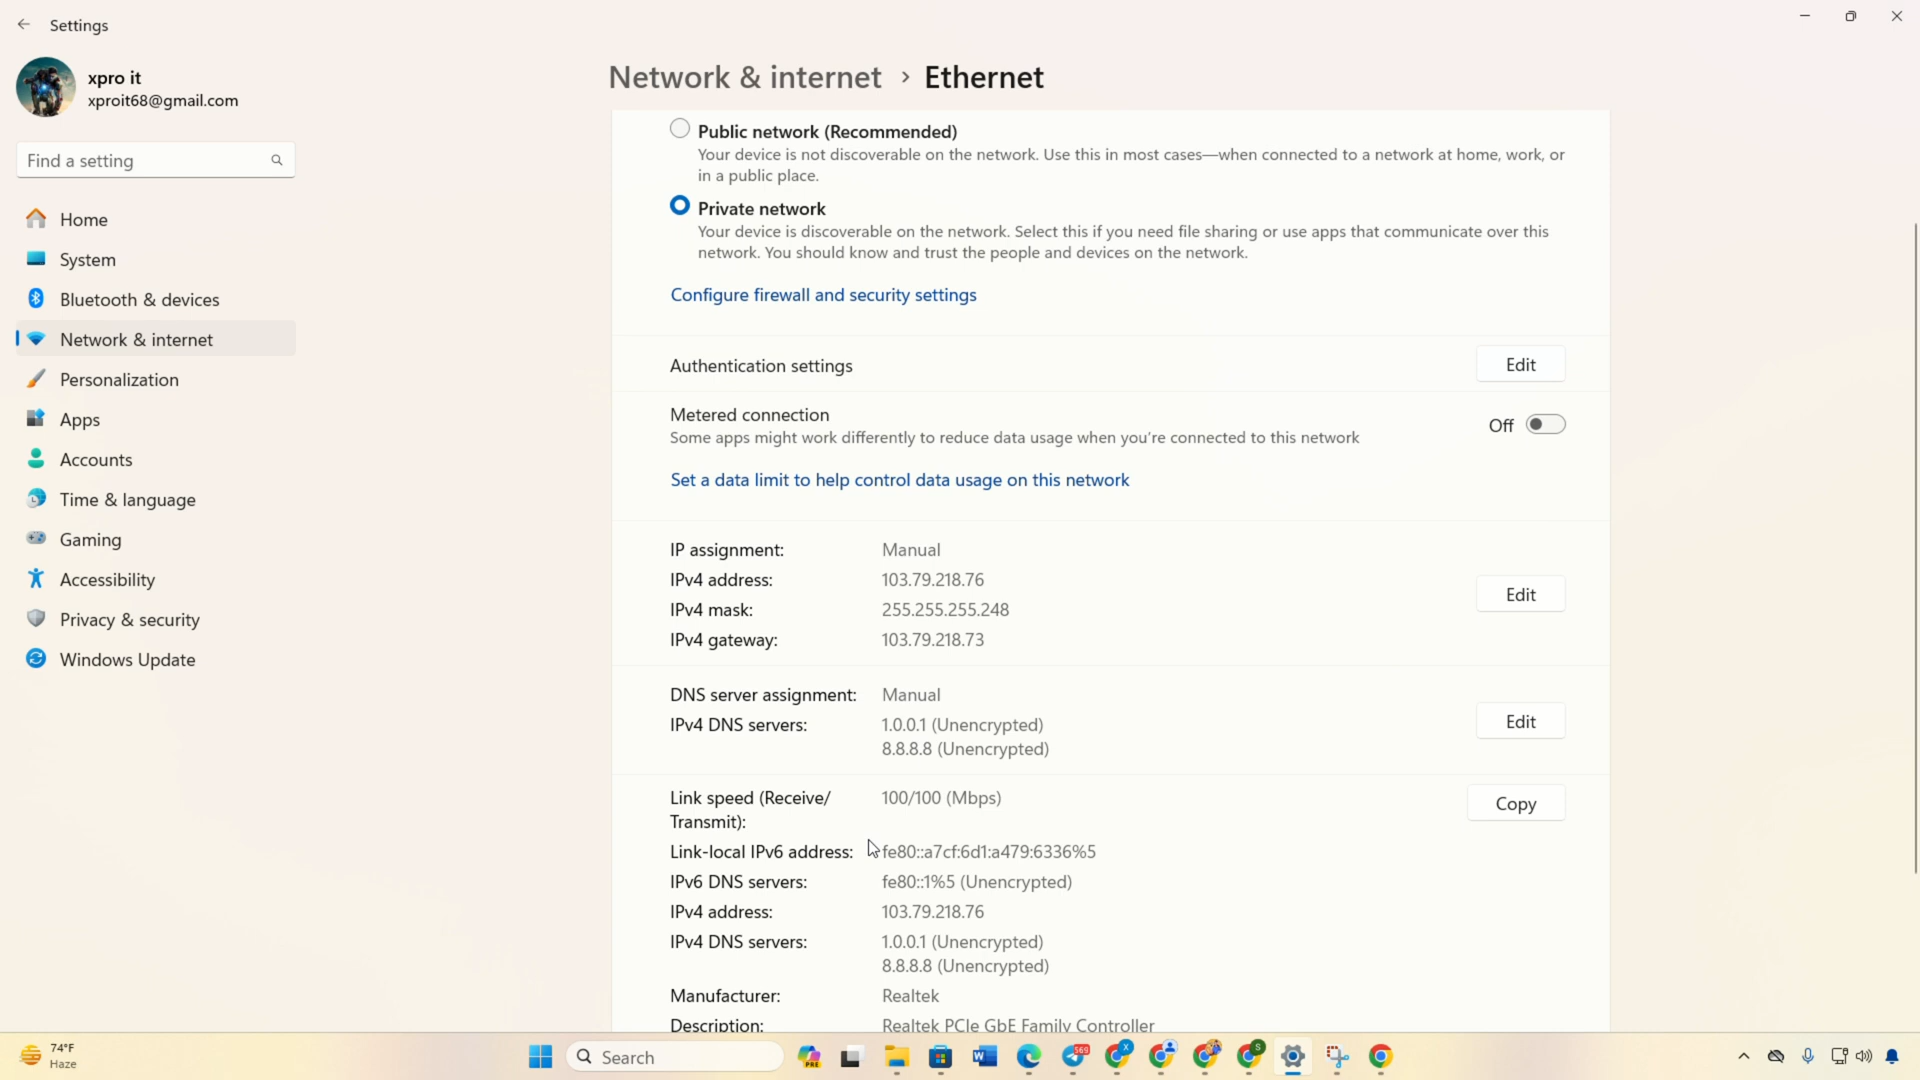 Settings
xpro it
xproit68@gmail.com
Find a setting
Home
System
Bluetooth & devices
Network & internet
Personalization
Apps
Accounts
Time & language
Gaming
Accessibility
Privacy & security
Windows Update
Network & internet › Ethernet
Public network (Recommended)
Your device is not discoverable on the network. Use this in most cases—when connected to a network at home, work, or
in a public place.
Private network
Your device is discoverable on the network. Select this if you need file sharing or use apps that communicate over this
network. You should know and trust the people and devices on the network.
Configure firewall and security settings
Authentication settings Edit
Metered connection
Some apps might work differently to reduce data usage when you're connected to this network
Off
Set a data limit to help control data usage on this network
IP assignment: Manual
IPv4 address: 103.79.218.76
IPv4 mask: 255.255.255.248
IPv4 gateway: 103.79.218.73
Edit
DNS server assignment: Manual
IPv4 DNS servers: 1.0.0.1 (Unencrypted)
8.8.8.8 (Unencrypted)
Edit
Link speed (Receive/ 100/100 (Mbps)
Transmit):
Copy
Link-local IPv6 address: fe80::a7cf:6d1:a479:6336%5
IPv6 DNS servers: fe80::1%5 (Unencrypted)
IPv4 address: 103.79.218.76
IPv4 DNS servers: 1.0.0.1 (Unencrypted)
8.8.8.8 (Unencrypted)
Manufacturer: Realtek
Description: Realtek PCIe GbE Family Controller
74°F
Haze
Search
PRE
569
X
S